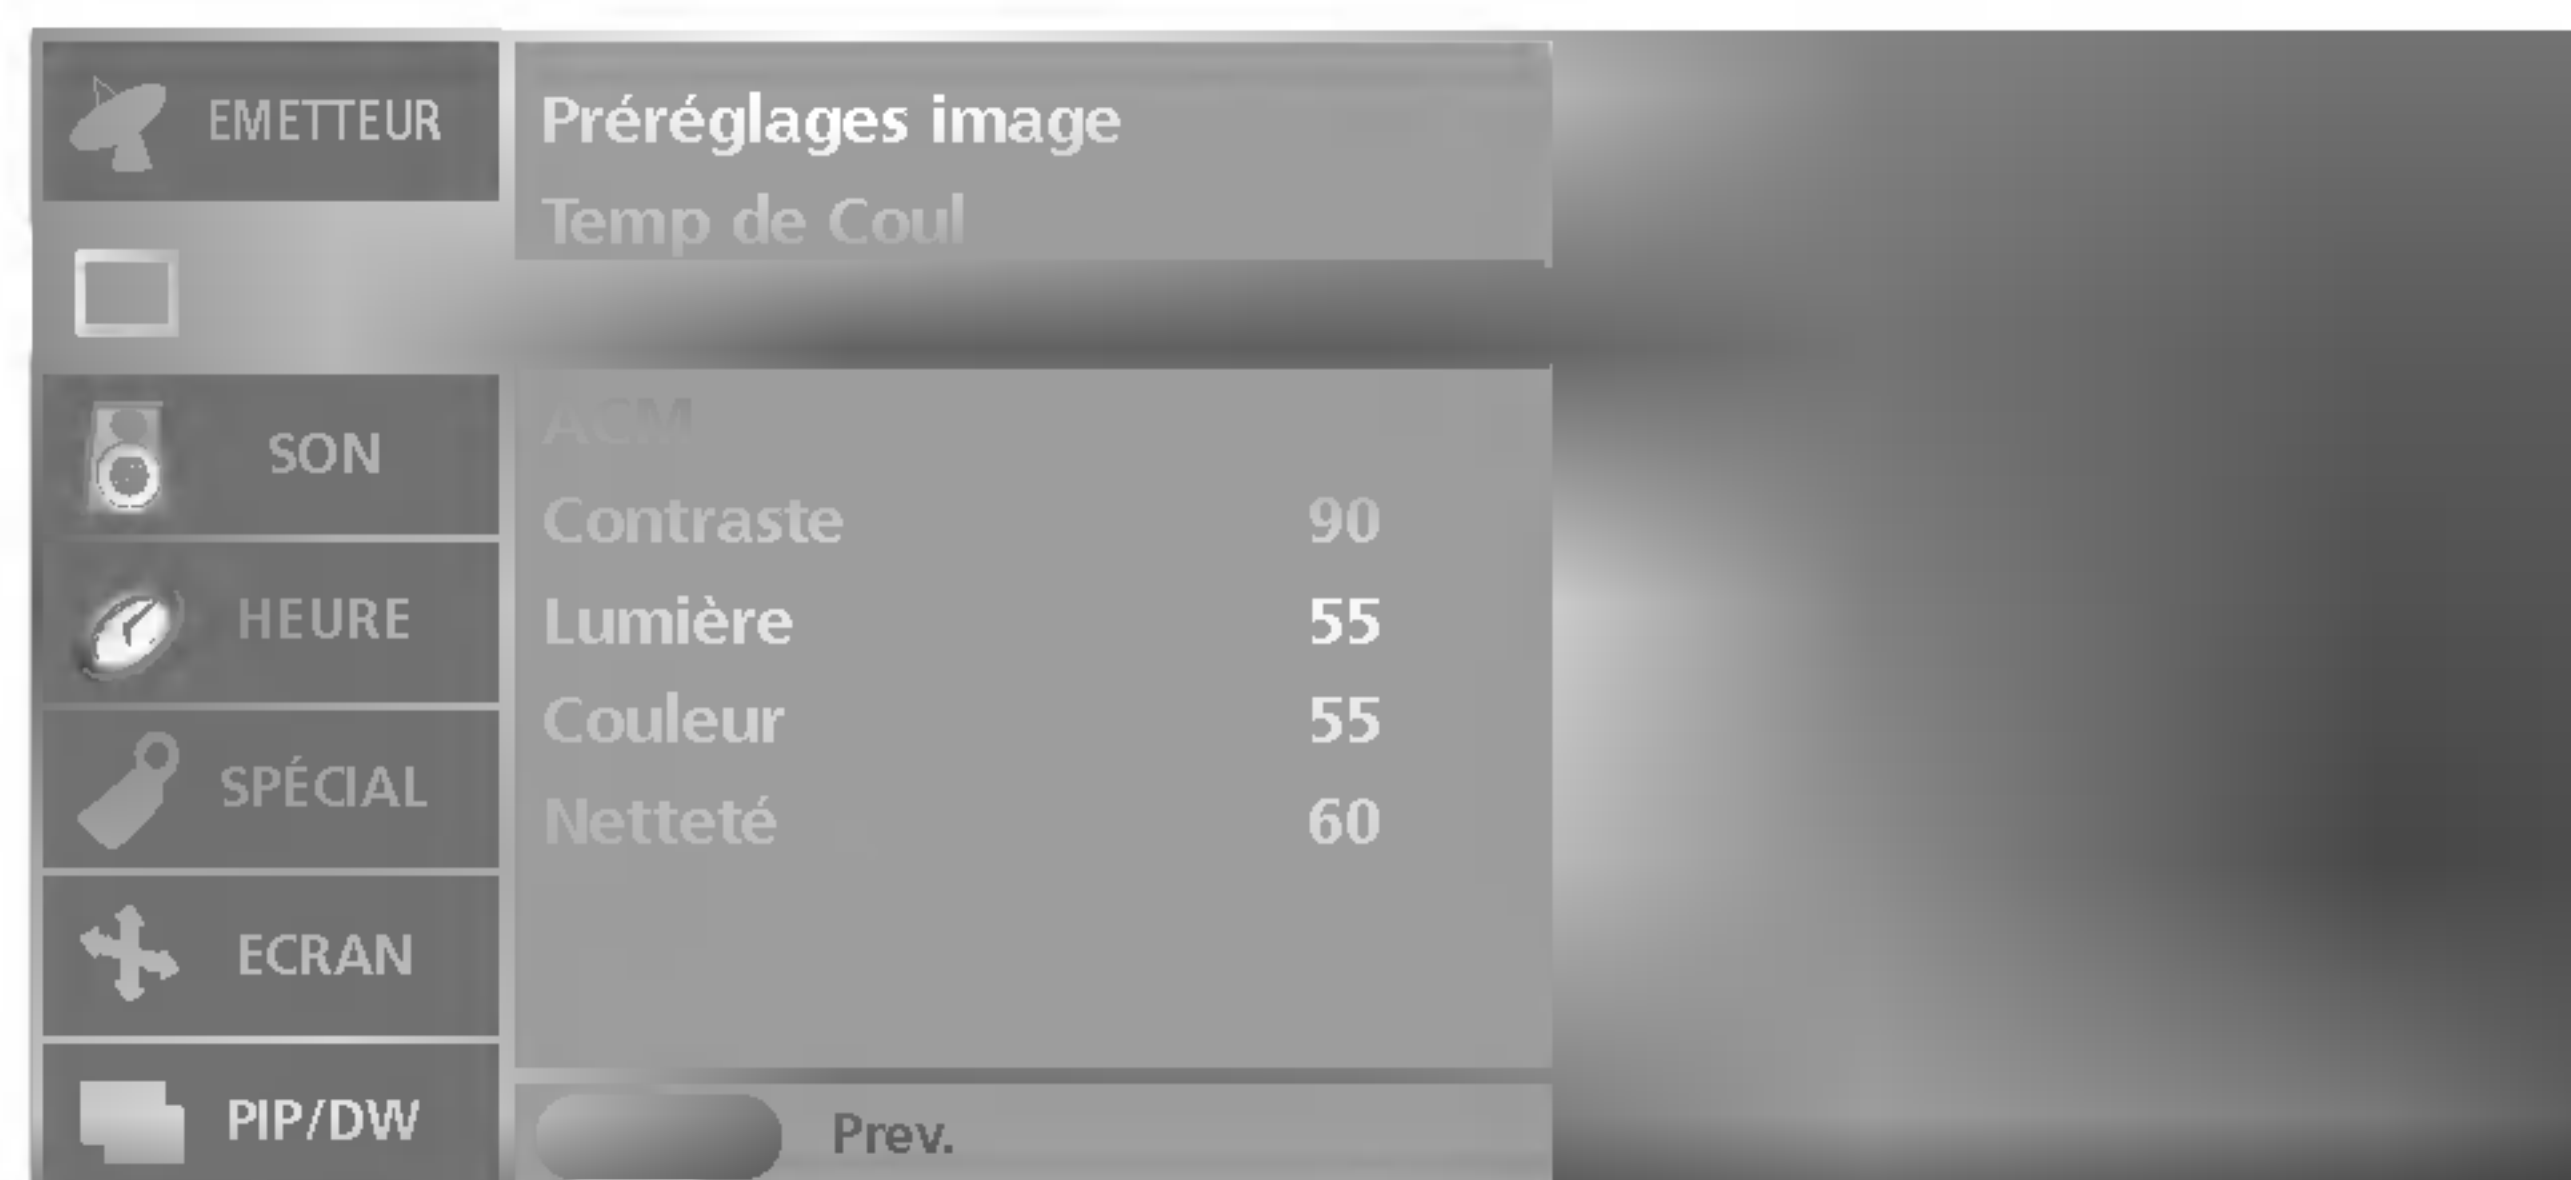 EMETTEUR
Préréglages image
Temp de Coul
SON
ACM
HEURE
Contraste 90
Lumière 55
SPÉCIAL
Couleur 55
Netteté 60
ECRAN
PIP/DW
Prev.